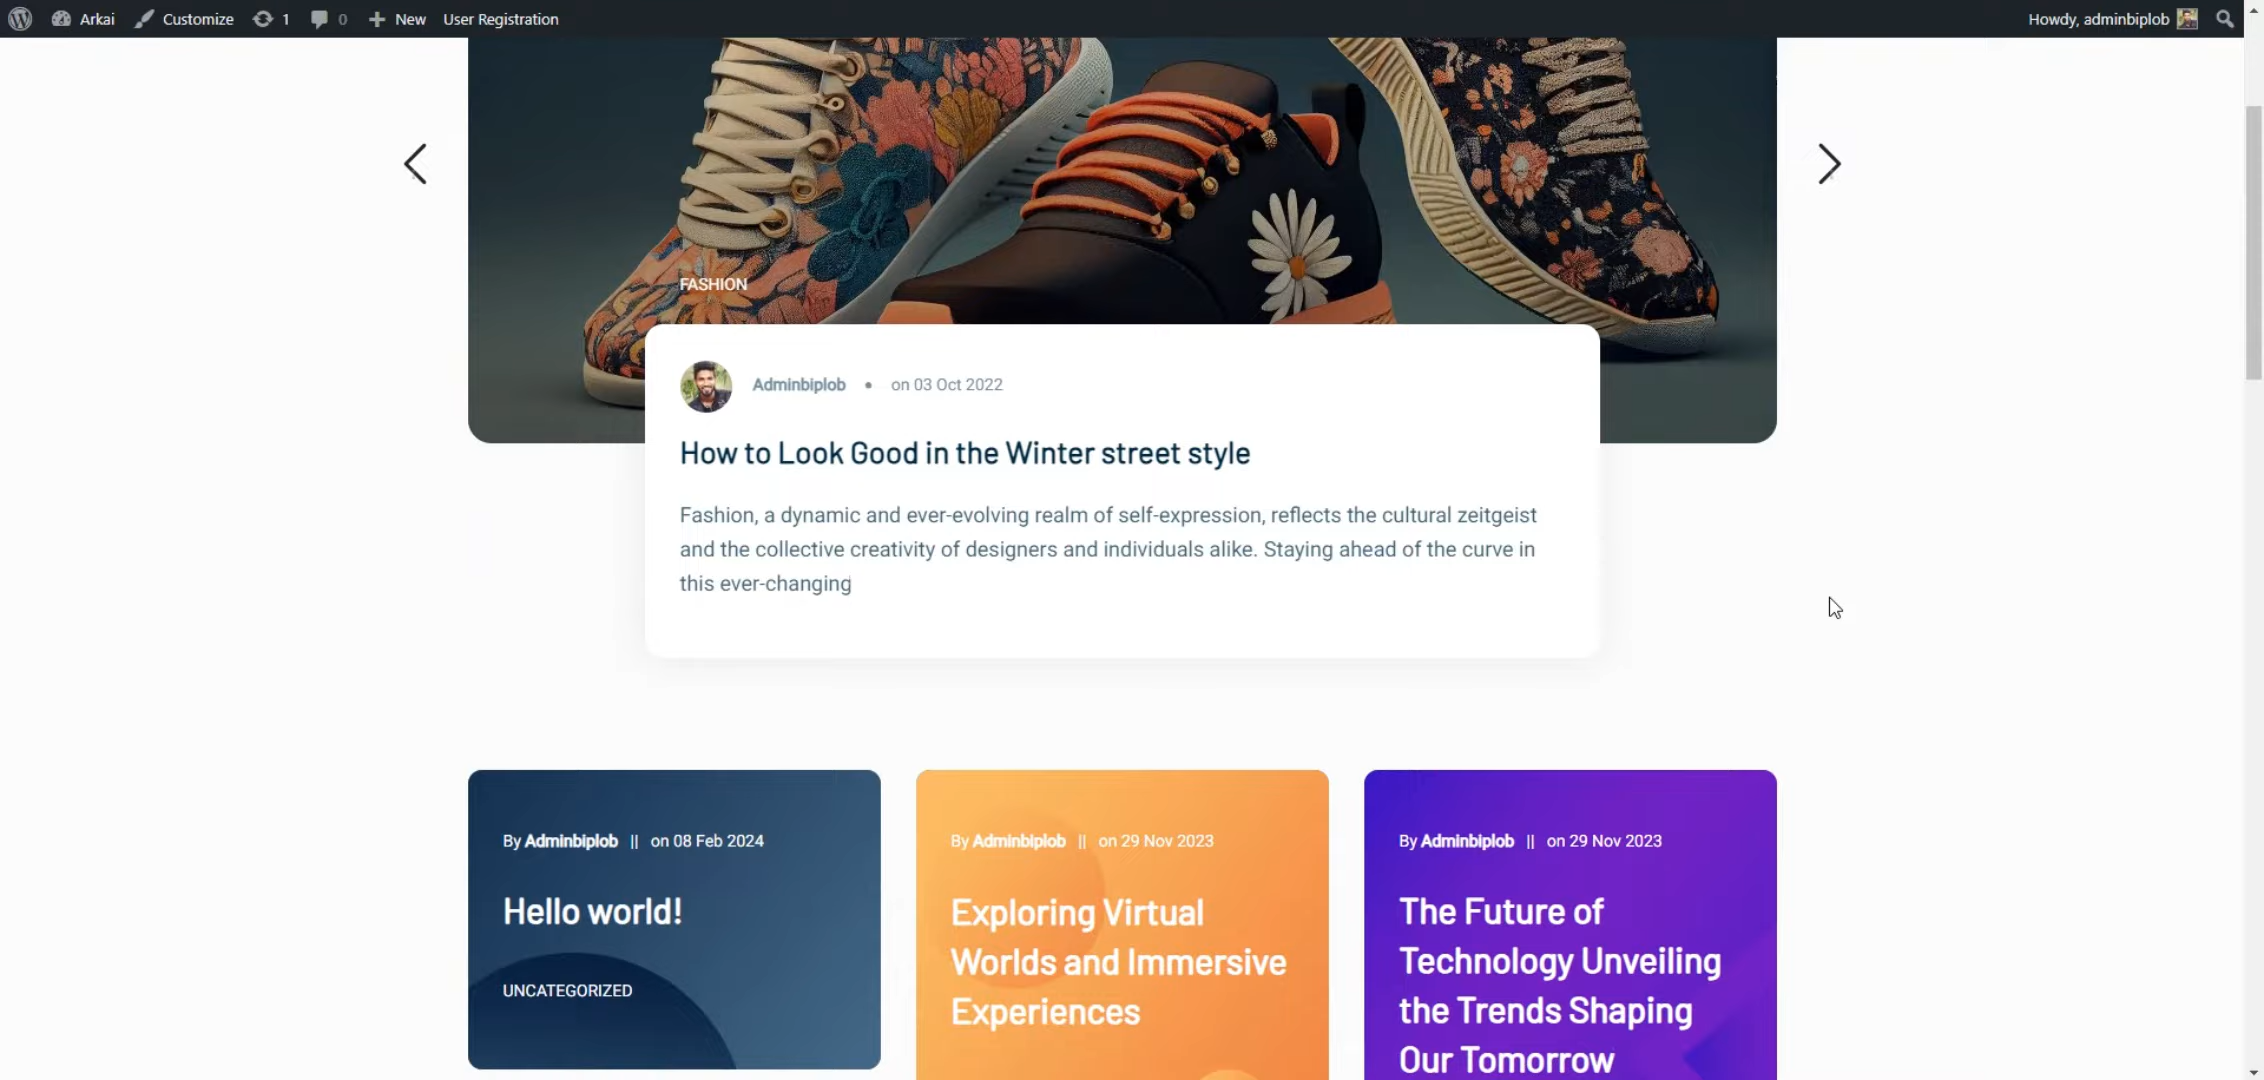 Arkai Customize 1 0 New User Registration Howdy, adminbiplob
FASHION
Adminbiplob • on 03 Oct 2022
How to Look Good in the Winter street style
Fashion, a dynamic and ever-evolving realm of self-expression, reflects the cultural zeitgeist
and the collective creativity of designers and individuals alike. Staying ahead of the curve in
this ever-changing
By Adminbiplob || on 08 Feb 2024
Hello world!
UNCATEGORIZED
By Adminbiplob || on 29 Nov 2023
Exploring Virtual
Worlds and Immersive
Experiences
By Adminbiplob || on 29 Nov 2023
The Future of
Technology Unveiling
the Trends Shaping
Our Tomorrow